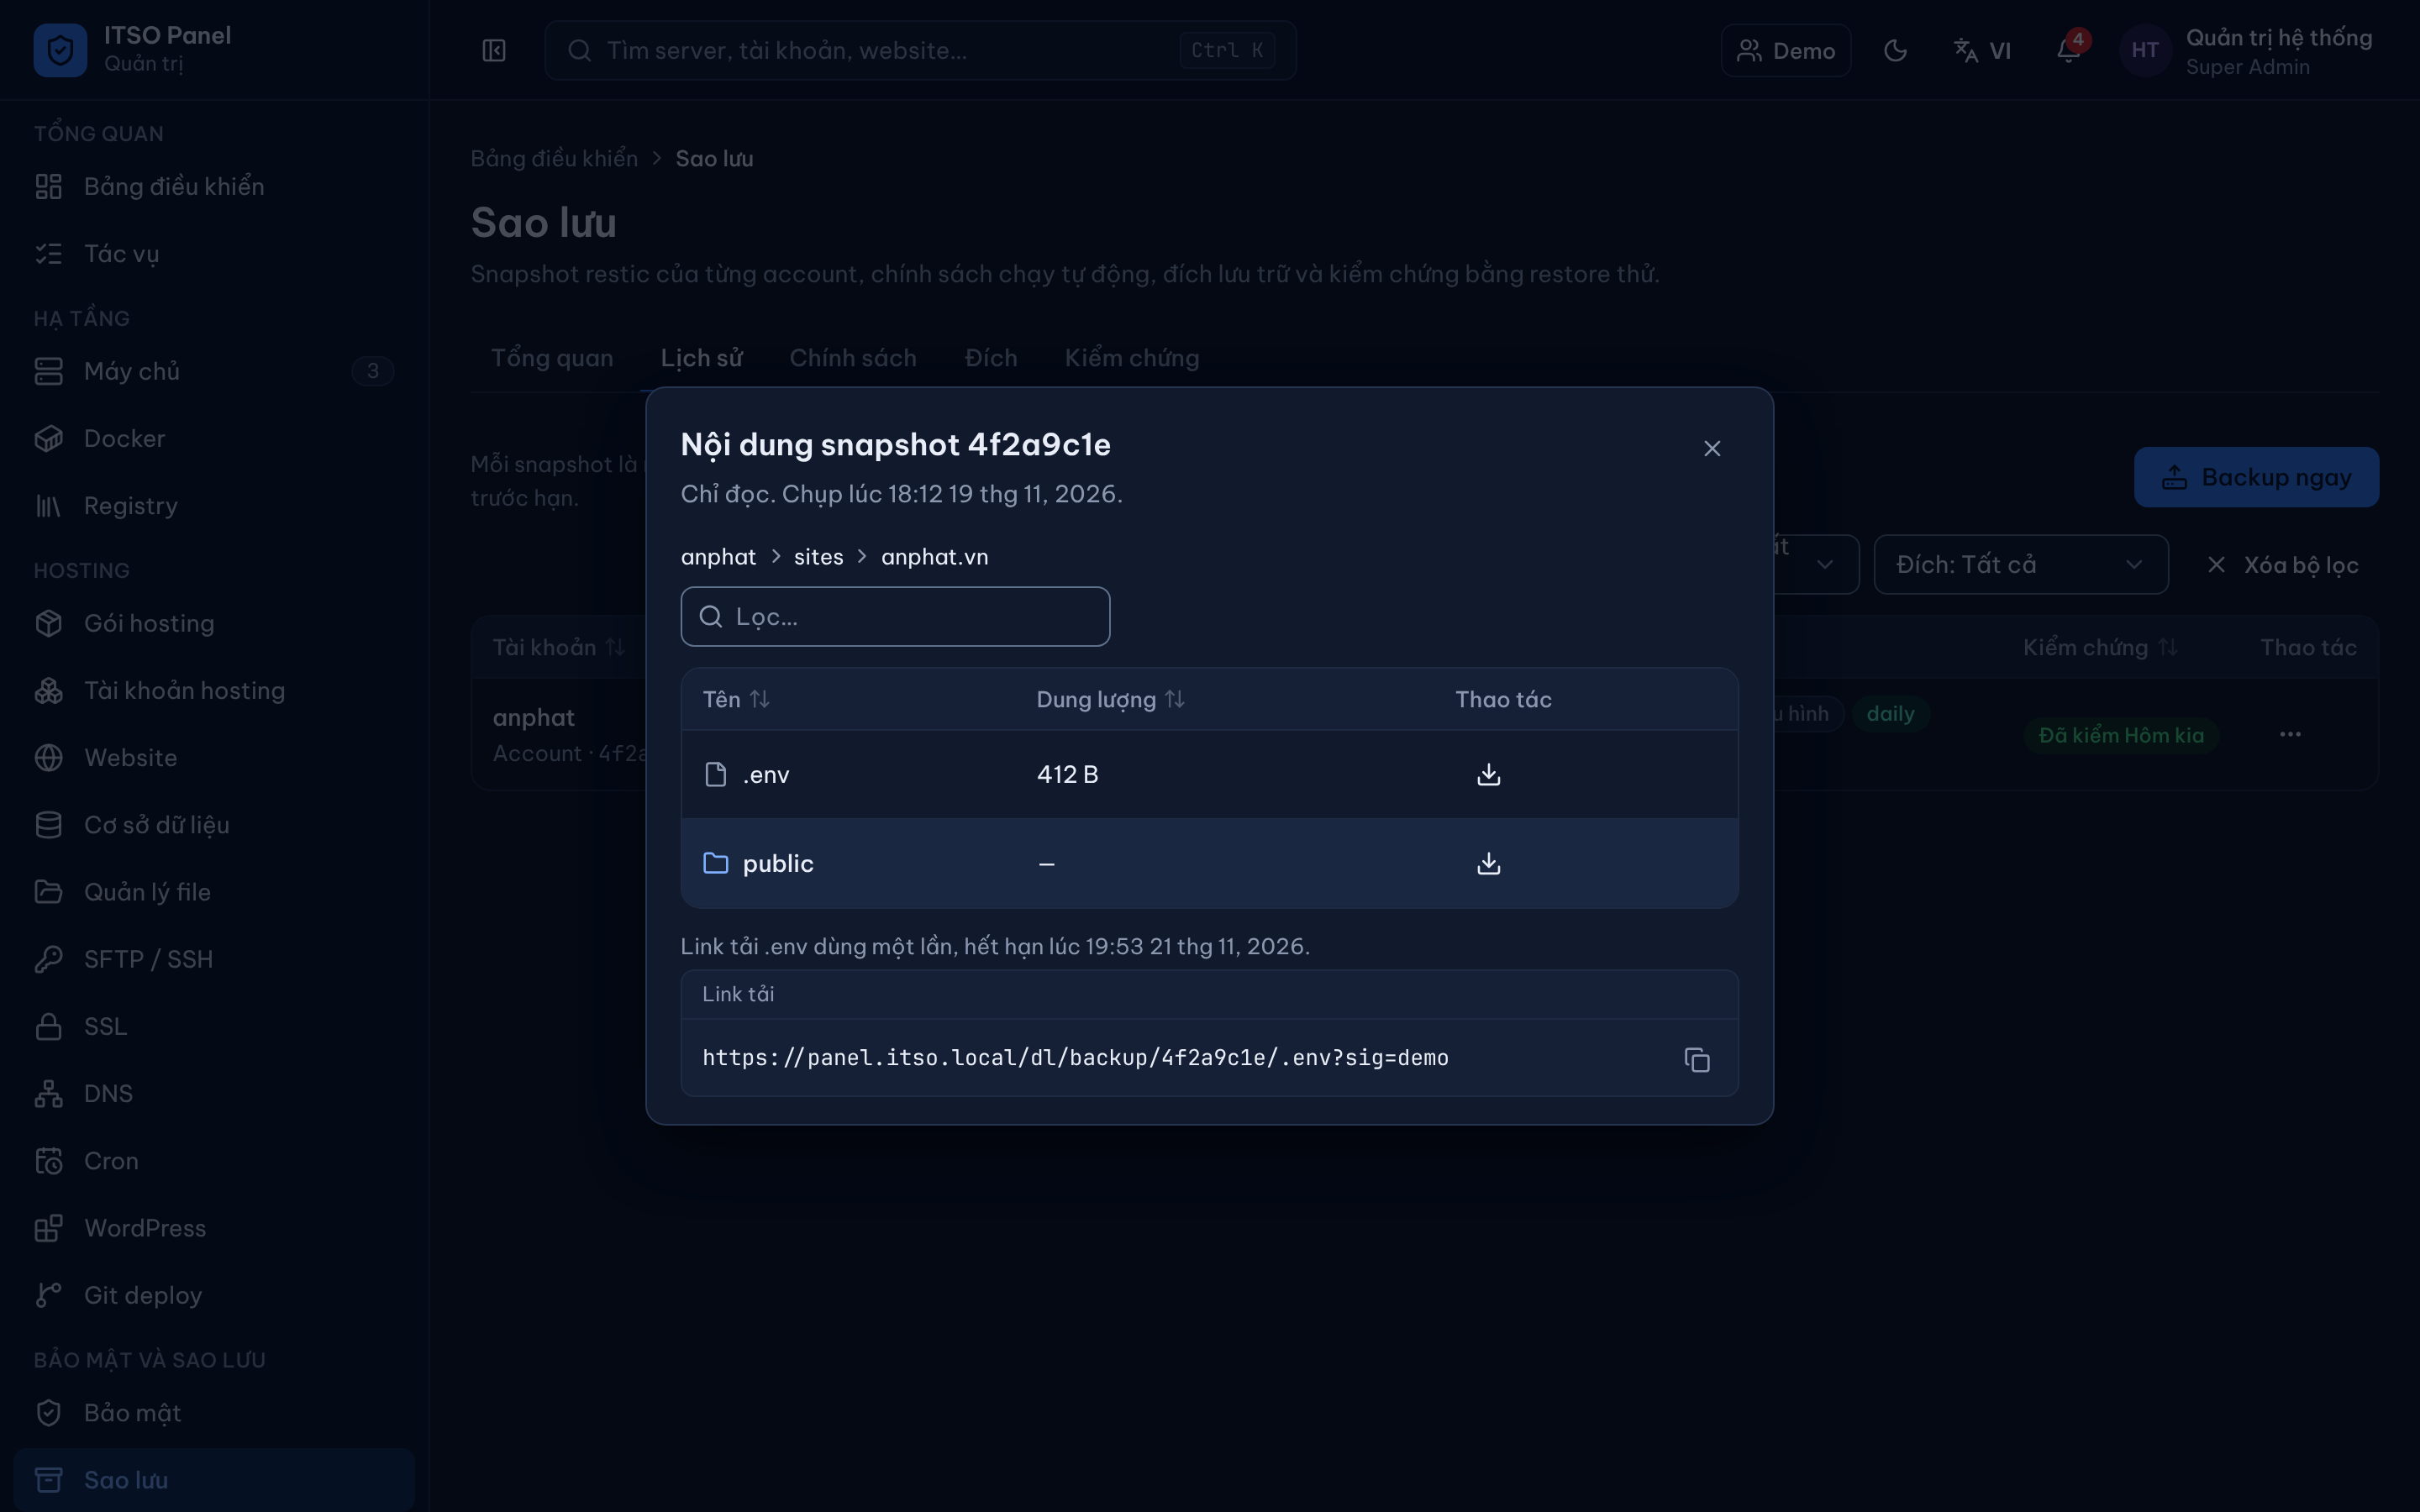 ITSO Panel
Quản trị
Tìm server, tài khoản, website...
Ctrl K
Demo
VI
4
HT
Quản trị hệ thống
Super Admin
TỔNG QUAN
Bảng điều khiển
Tác vụ
HẠ TẦNG
Máy chủ
3
Docker
Registry
HOSTING
Gói hosting
Tài khoản hosting
Website
Cơ sở dữ liệu
Quản lý file
SFTP / SSH
SSL
DNS
Cron
WordPress
Git deploy
BẢO MẬT VÀ SAO LƯU
Bảo mật
Sao lưu
Bảng điều khiển > Sao lưu
Sao lưu
Snapshot restic của từng account, chính sách chạy tự động, đích lưu trữ và kiểm chứng bằng restore thử.
Tổng quan
Lịch sử
Chính sách
Đích
Kiểm chứng
Mỗi snapshot là
trước hạn.
Backup ngay
Đích: Tất cả
Xóa bộ lọc
Tài khoản
Kiểm chứng
Thao tác
anphat
Account · 4f2a
hình
daily
Đã kiểm Hôm kia
Nội dung snapshot 4f2a9c1e
Chỉ đọc. Chụp lúc 18:12 19 thg 11, 2026.
anphat > sites > anphat.vn
Lọc...
Tên
Dung lượng
Thao tác
.env
412 B
public
—
Link tải .env dùng một lần, hết hạn lúc 19:53 21 thg 11, 2026.
Link tải
https://panel.itso.local/dl/backup/4f2a9c1e/.env?sig=demo